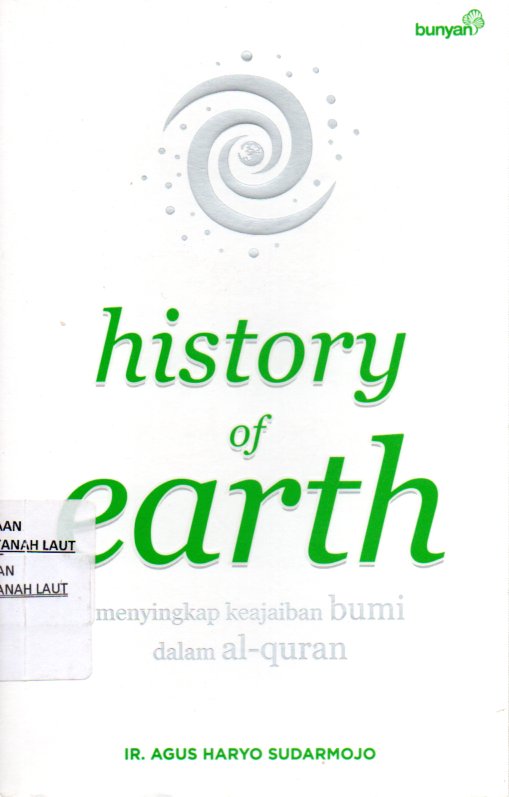 bunyan
history
of
earth
AAN
TANAH LAUT
AN
ANAH LAUT
menyingkap keajaiban bumi
dalam al-quran
IR. AGUS HARYO SUDARMOJO